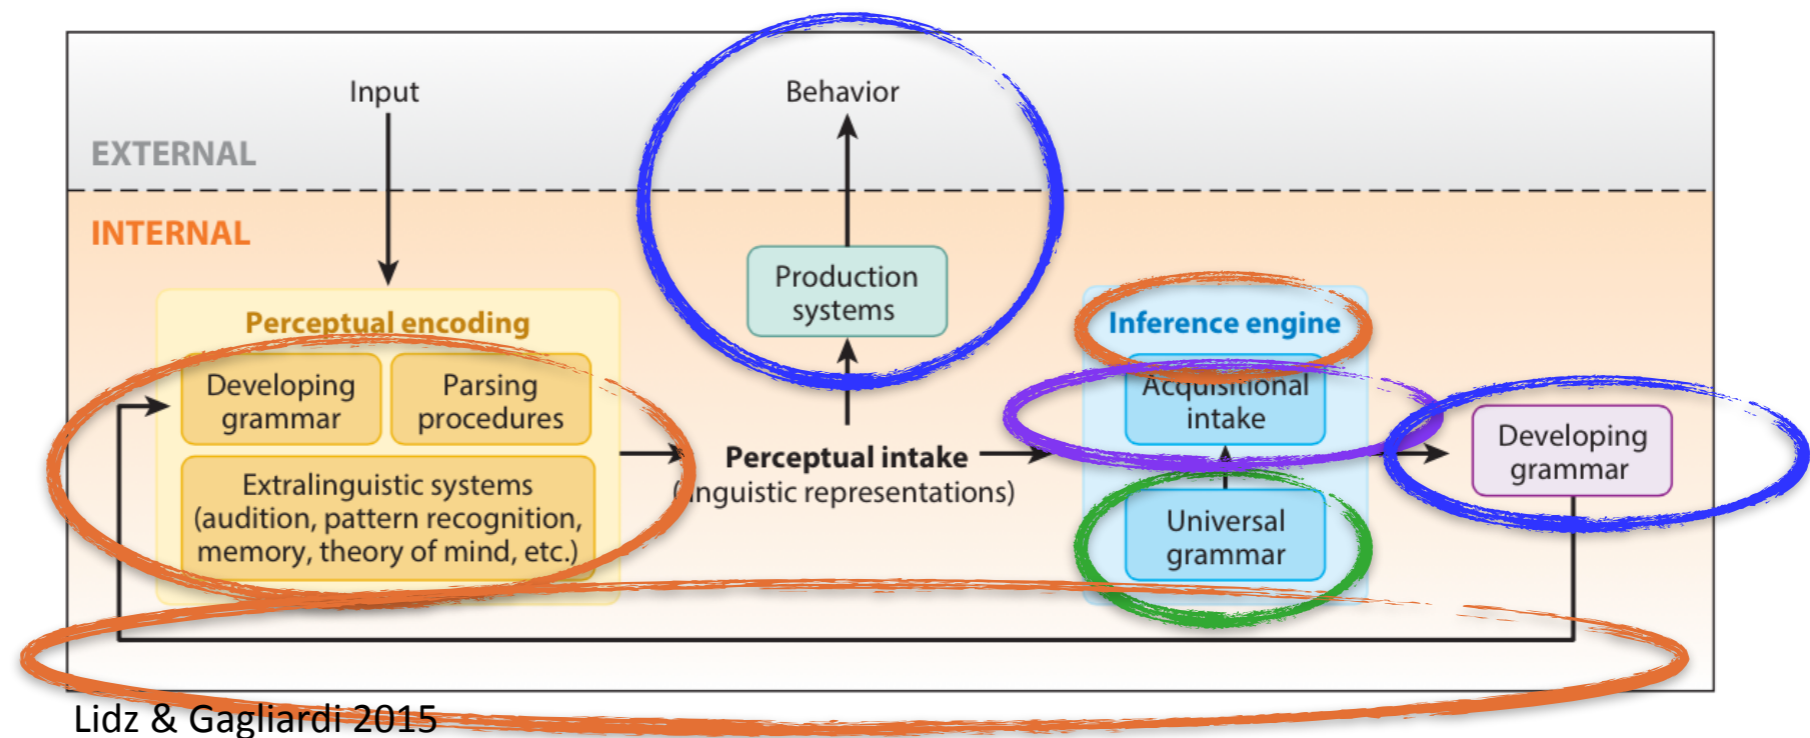 Input
Behavior
EXTERNAL
INTERNAL
Perceptual encoding
Developing
grammar
Parsing
procedures
Extralinguistic systems
(audition, pattern recognition,
memory, theory of mind, etc.)
Production
systems
Perceptual intake
(linguistic representations)
Inference engine
Acquisitional
intake
Universal
grammar
Developing
grammar
Lidz & Gagliardi 2015